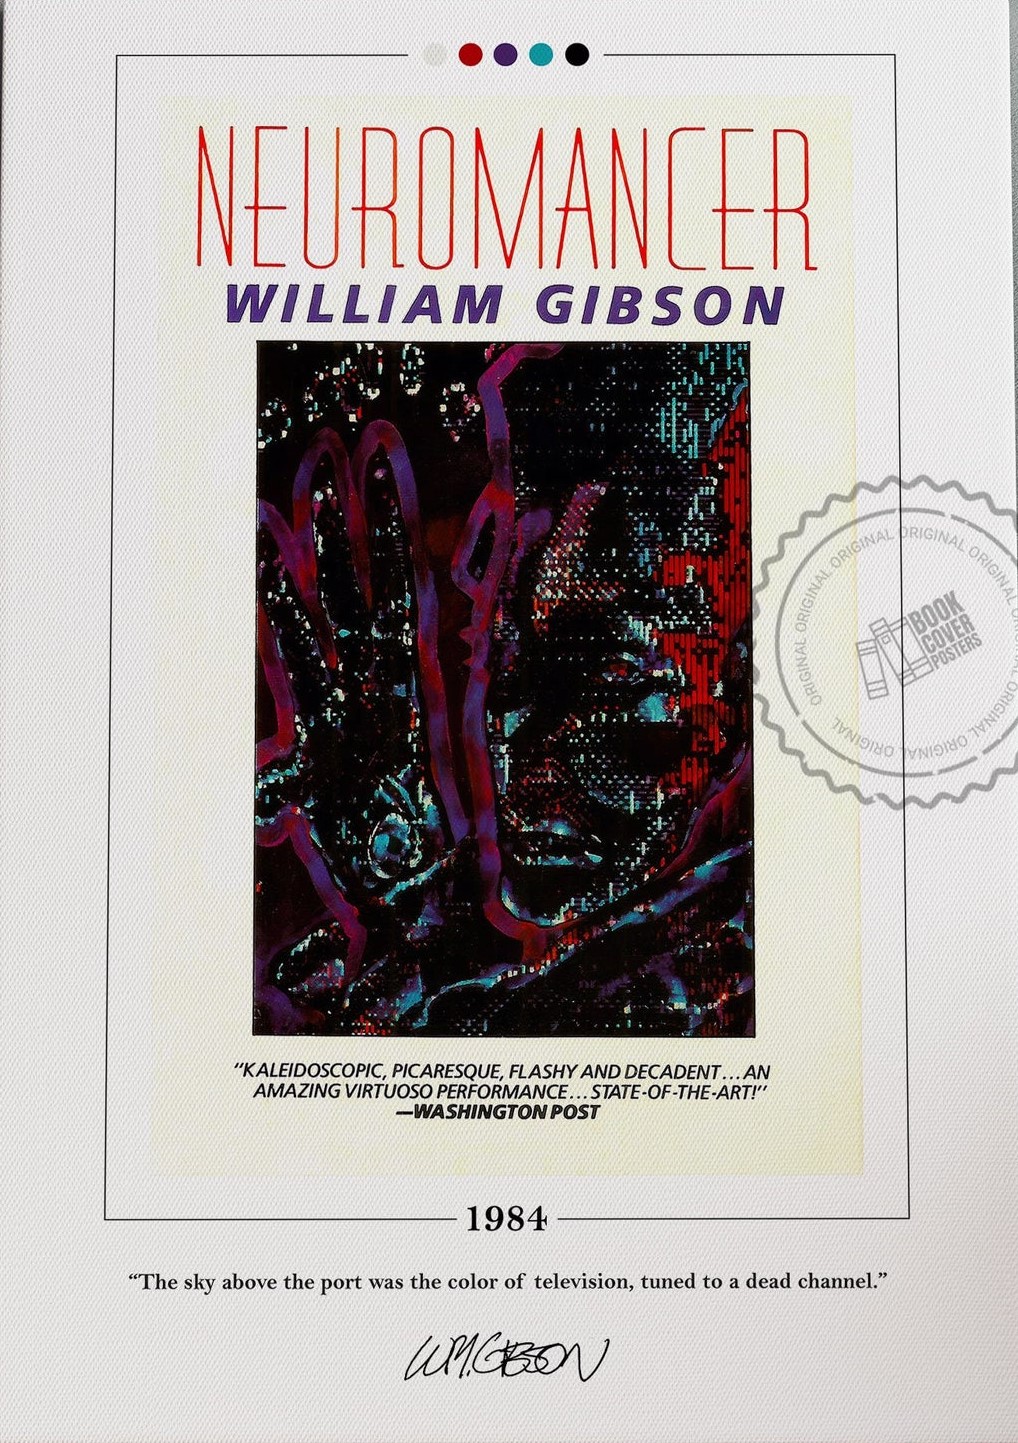 NEUROMANCER
WILLIAM GIBSON
ORIGINAL ORIGINAL ORIGINAL ORIGINAL ORIGINAL ORIGINAL ORIGINAL ORIGINAL
BOOK
COVER
POSTERS
“KALEIDOSCOPIC, PICARESQUE, FLASHY AND DECADENT...AN
AMAZING VIRTUOSO PERFORMANCE...STATE-OF-THE-ART!”
—WASHINGTON POST
1984
“The sky above the port was the color of television, tuned to a dead channel.”
WM. GIBSON